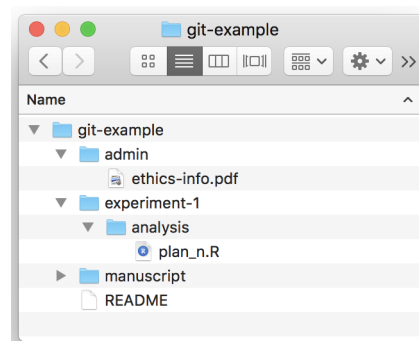 git-example
Name
git-example
admin
ethics-info.pdf
experiment-1
analysis
plan_n.R
manuscript
README